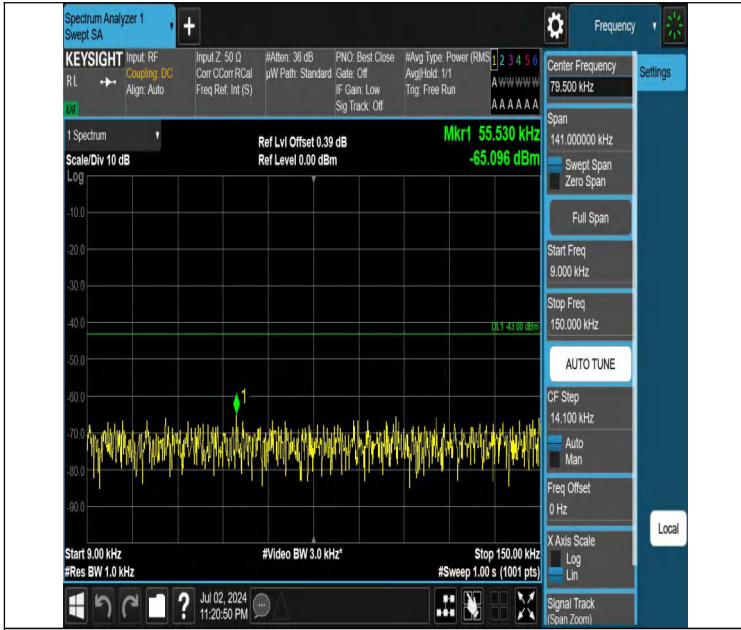 Spectrum Analyzer 1
Swept SA
Frequency
KEYSIGHT
RL
Input: RF
Coupling: DC
Align: Auto
Input Z: 50 Ω
Corr CCorr RCal
Freq Ref: Int (S)
#Atten: 36 dB
µW Path: Standard
PNO: Best Close
Gate: Off
IF Gain: Low
Sig Track: Off
#Avg Type: Power (RMS
Avg|Hold: 1/1
Trig: Free Run
1 2 3 4 5 6
A W W W W W
A A A A A A
1 Spectrum
Scale/Div 10 dB
Ref Lvl Offset 0.39 dB
Ref Level 0.00 dBm
Mkr1 55.530 kHz
-65.096 dBm
Log
-10.0
-20.0
-30.0
-40.0
DL1 -43.00 dBm
-50.0
-60.0
1
-70.0
-80.0
-90.0
Start 9.00 kHz
#Video BW 3.0 kHz*
Stop 150.00 kHz
#Res BW 1.0 kHz
#Sweep 1.00 s (1001 pts)
Jul 02, 2024
11:20:50 PM
?
Center Frequency
79.500 kHz
Settings
Span
141.000000 kHz
Swept Span
Zero Span
Full Span
Start Freq
9.000 kHz
Stop Freq
150.000 kHz
AUTO TUNE
CF Step
14.100 kHz
Auto
Man
Freq Offset
0 Hz
Local
X Axis Scale
Log
Lin
Signal Track
(Span Zoom)